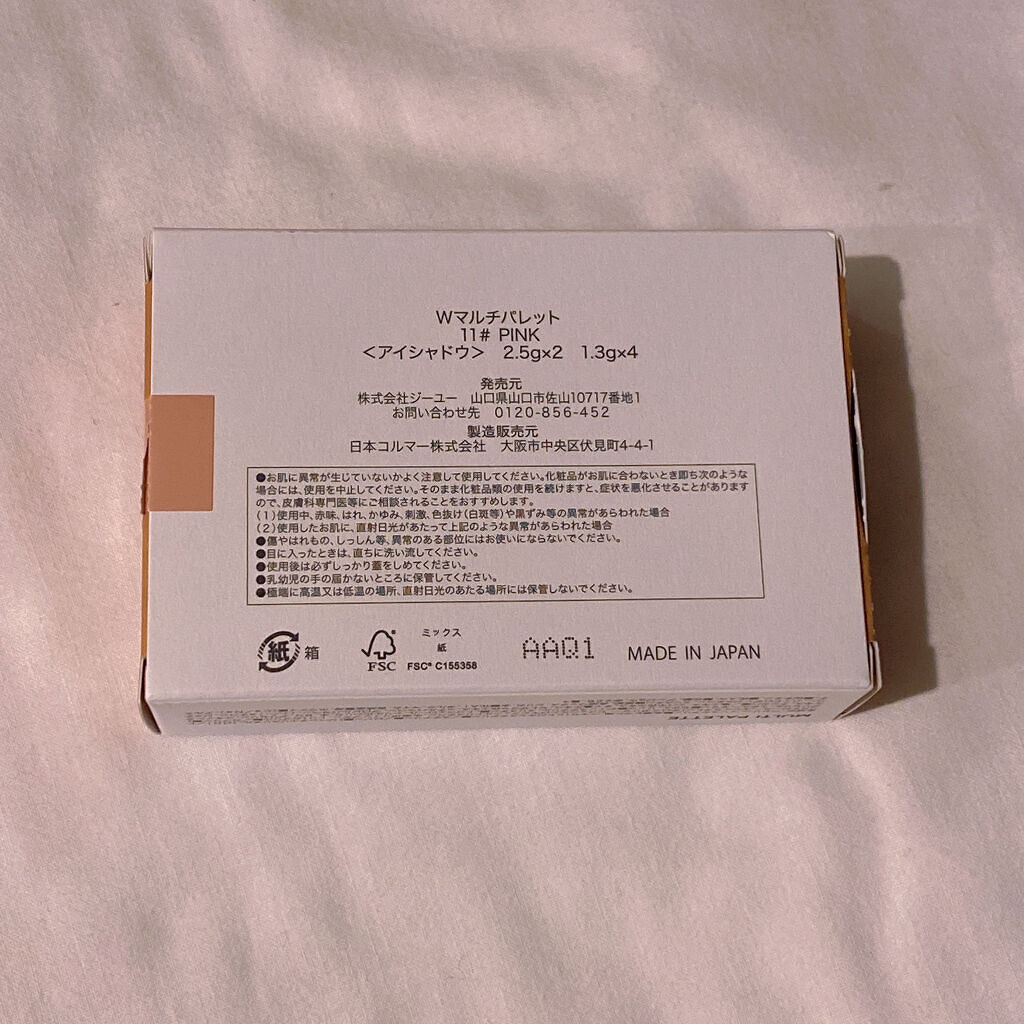 Wマルチパレット
11# PINK
＜アイシャドウ＞ 2.5g×2 1.3g×4
発売元
株式会社ジーユー 山口県山口市佐山10717番地1
お問い合わせ先 0120-856-452
製造販売元
日本コルマー株式会社 大阪市中央区伏見町4-4-1
●お肌に異常が生じていないかよく注意して使用してください。化粧品がお肌に合わないとき即ち次のような
場合には、使用を中止してください。そのまま化粧品類の使用を続けますと、症状を悪化させることがあります
ので、皮膚科専門医等にご相談されることをおすすめします。
(1)使用中、赤味、はれ、かゆみ、刺激、色抜け(白斑等)や黒ずみ等の異常があらわれた場合
(2)使用したお肌に、直射日光があたって上記のような異常があらわれた場合
●傷やはれもの、しっしん等、異常のある部位にはお使いにならないでください。
●目に入ったときは、直ちに洗い流してください。
●使用後は必ずしっかり蓋をしめてください。
●乳幼児の手の届かないところに保管してください。
●極端に高温又は低温の場所、直射日光のあたる場所には保管しないでください。
紙 箱
FSC
ミックス
紙
FSC® C155358
AAQ1
MADE IN JAPAN
MULTI PALETTE